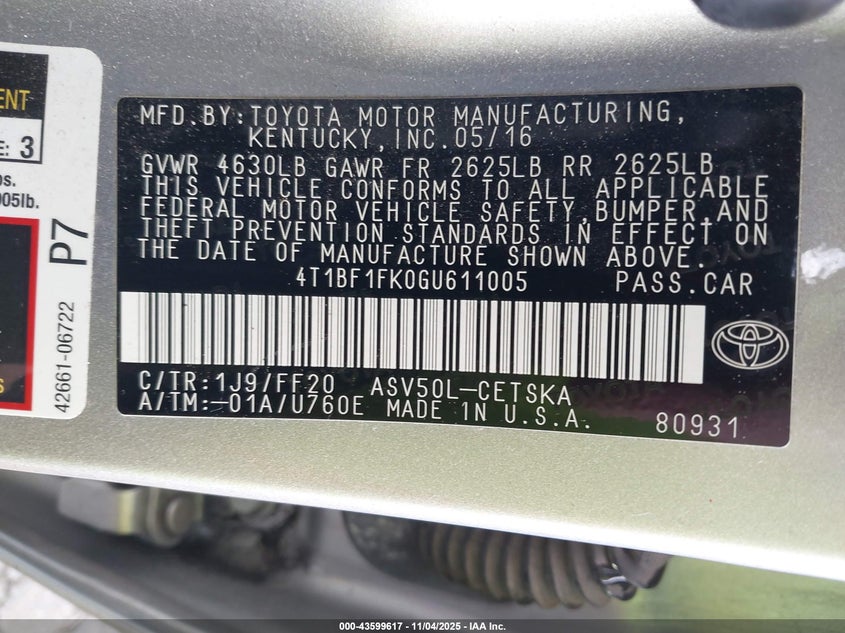 ENT
E: 3
os.
005lb.
P7
42661-06722
S
MFD.BY:TOYOTA MOTOR MANUFACTURING,
KENTUCKY,INC.05/16
GVWR 4630LB GAWR FR 2625LB RR 2625LB
THIS VEHICLE CONFORMS TO ALL APPLICABLE
FEDERAL MOTOR VEHICLE SAFETY,BUMPER,AND
THEFT PREVENTION STANDARDS IN EFFECT ON
THE DATE OF MANUFACTURE SHOWN ABOVE.
4T1BF1FK0GU611005 PASS.CAR
C/TR:1J9/FF20 ASV50L-CETSKA
A/TM:-01A/U760E MADE IN U.S.A. 80931
000-43599617 - 11/04/2025 - IAA Inc.